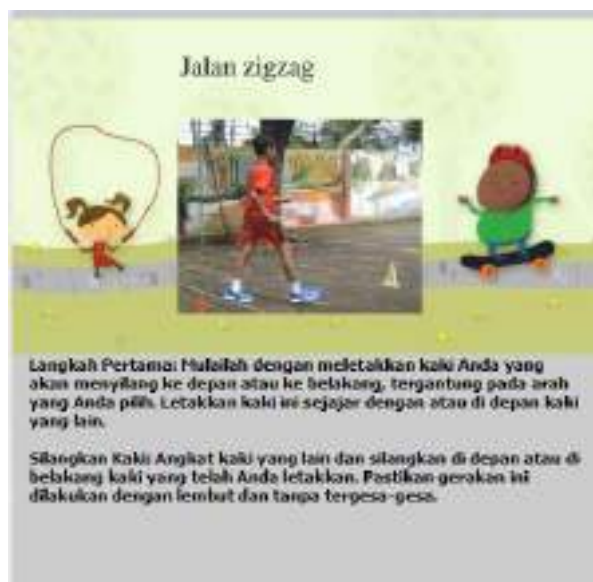 Jalan zigzag
Langkah Pertama: Mulailah dengan meletakkan kaki Anda yang
akan menyilang ke depan atau ke belakang, tergantung pada arah
yang Anda pilih. Letakkan kaki ini sejajar dengan atau di depan kaki
yang lain.
Silangkan Kaki: Angkat kaki yang lain dan silangkan di depan atau di
belakang kaki yang telah Anda letakkan. Pastikan gerakan ini
dilakukan dengan lembut dan tanpa tergesa-gesa.